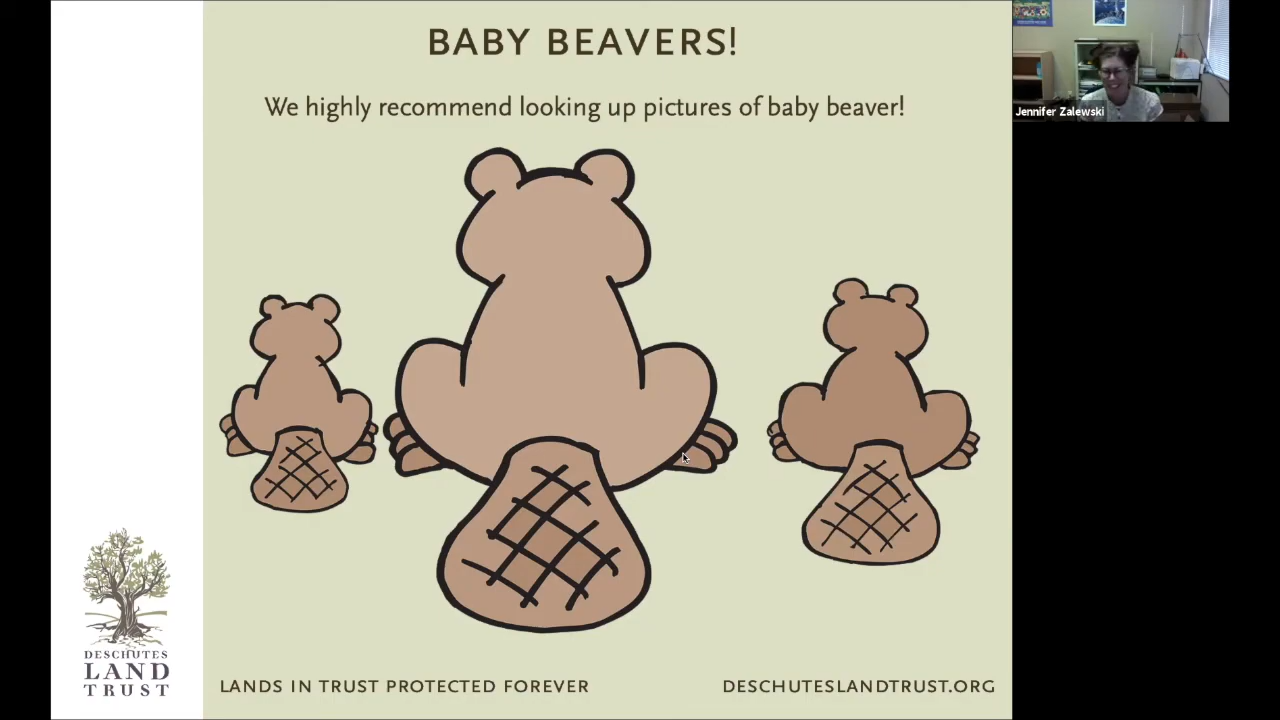 BABY BEAVERS!
We highly recommend looking up pictures of baby beaver!
Jennifer Zalewski
DESCHUTES
LAND
TRUST
LANDS IN TRUST PROTECTED FOREVER
DESCHUTESLANDTRUST.ORG